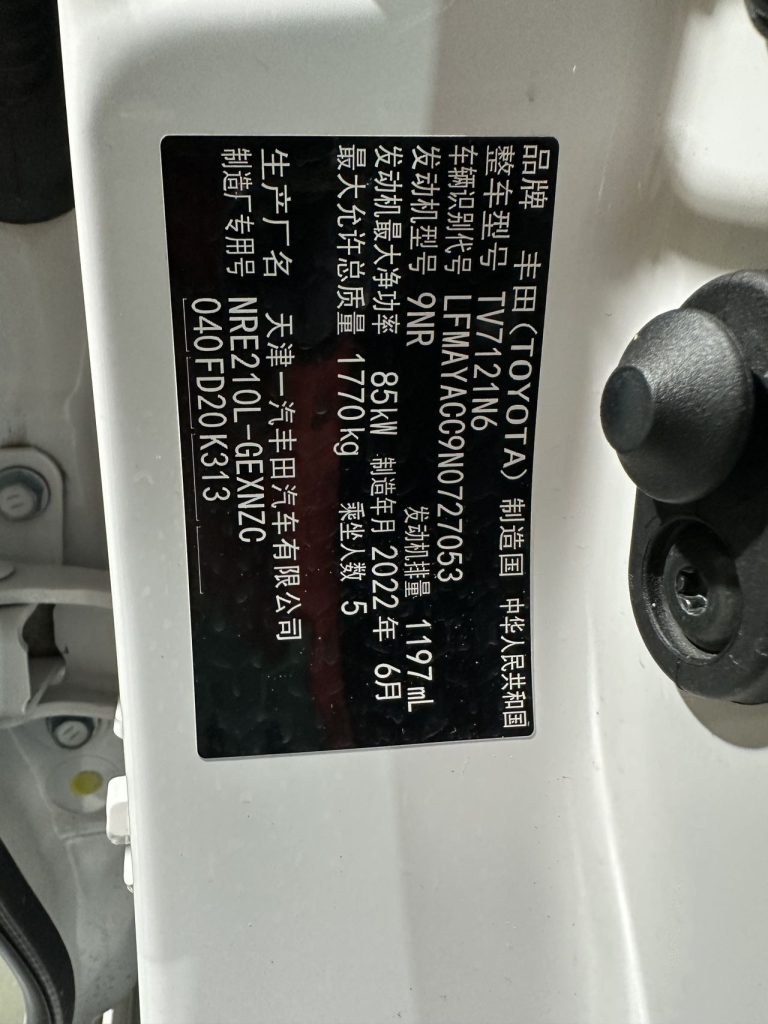 品牌 丰田(TOYOTA) 制造国 中华人民共和国
整车型号 TV7121N6
车辆识别代号 LFMAYACC9N0727053
发动机型号 9NR 发动机排量 1197mL
发动机最大净功率 85kW 制造年月 2022年 6月
最大允许总质量 1770kg 乘坐人数 5
生产厂名 天津一汽丰田汽车有限公司
制造厂专用号 NRE210L-GEXNZC
040 FD20 K313